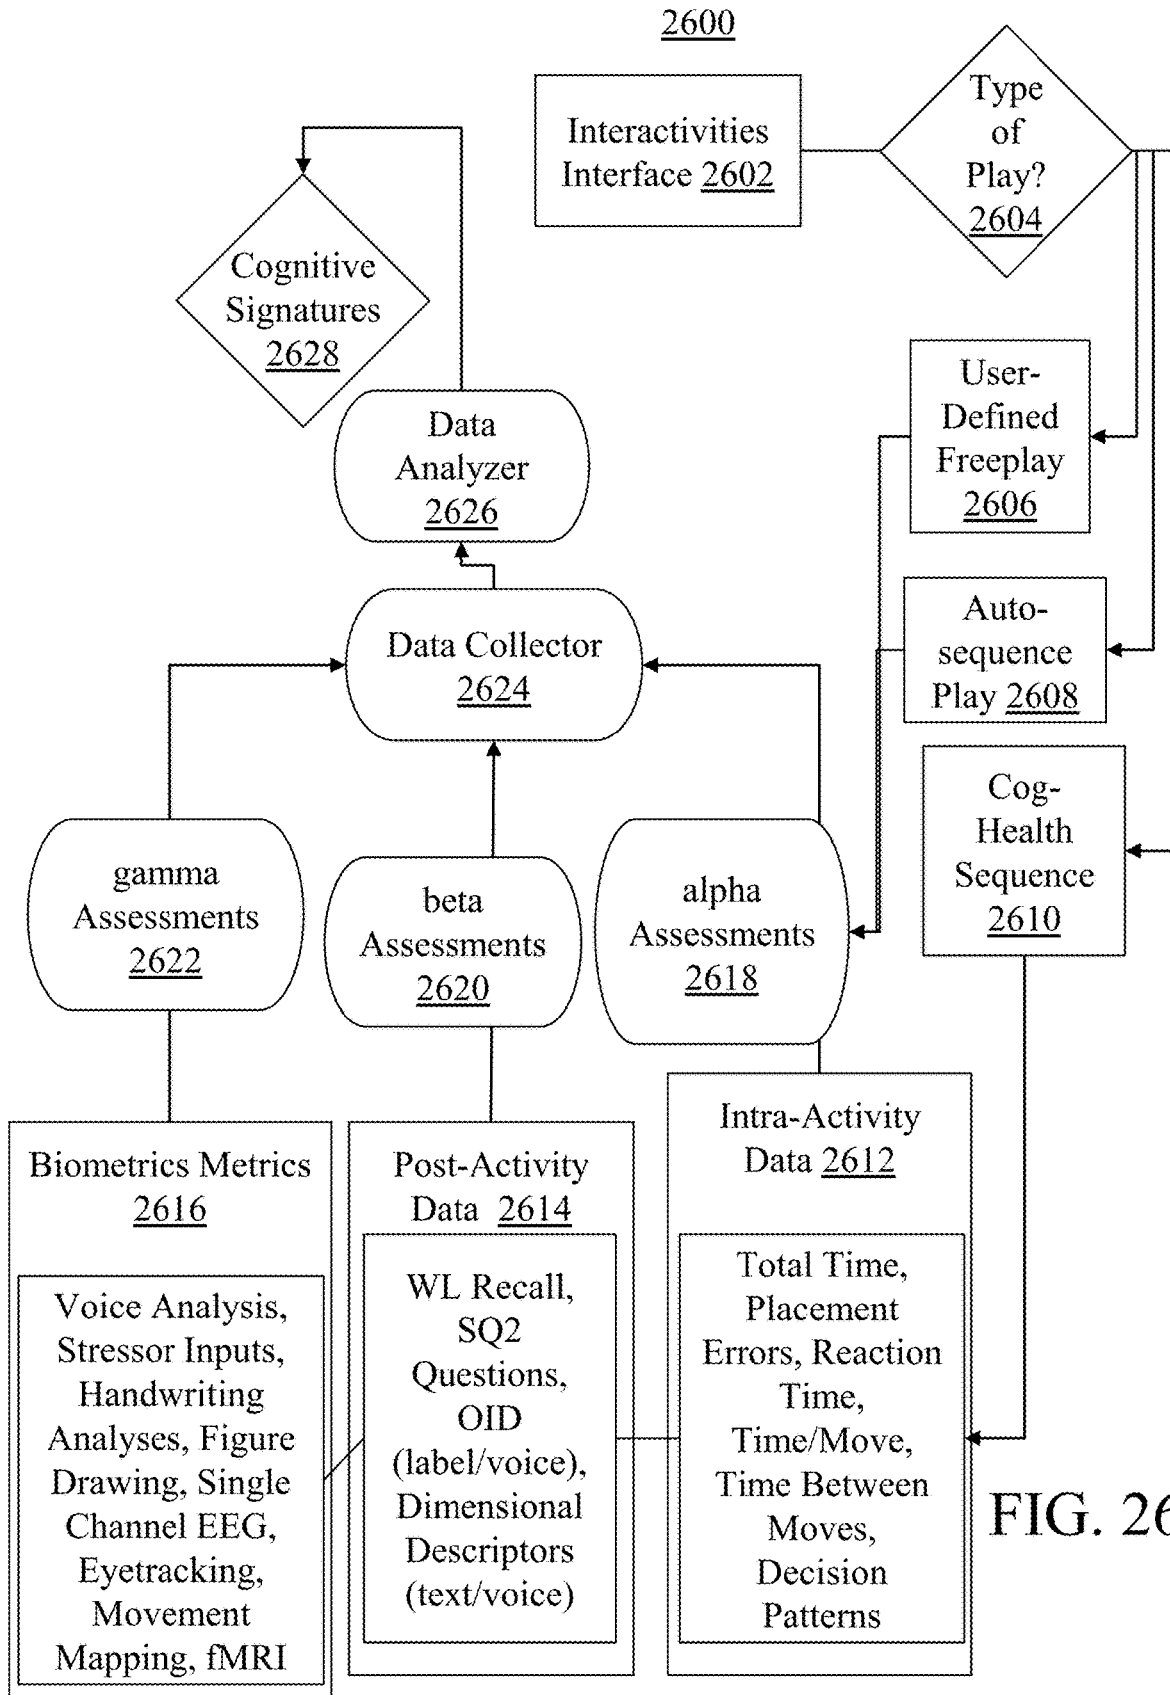 2600
Interactivities
Interface 2602
Type
of
Play?
2604
Cognitive
Signatures
2628
User-
Defined
Freeplay
2606
Data
Analyzer
2626
Auto-
sequence
Play 2608
Data Collector
2624
Cog-
Health
Sequence
2610
gamma
Assessments
2622
beta
Assessments
2620
alpha
Assessments
2618
Biometrics Metrics
2616
Voice Analysis,
Stressor Inputs,
Handwriting
Analyses, Figure
Drawing, Single
Channel EEG,
Eyetracking,
Movement
Mapping, fMRI
Post-Activity
Data 2614
WL Recall,
SQ2
Questions,
OID
(label/voice),
Dimensional
Descriptors
(text/voice)
Intra-Activity
Data 2612
Total Time,
Placement
Errors, Reaction
Time,
Time/Move,
Time Between
Moves,
Decision
Patterns
FIG. 26